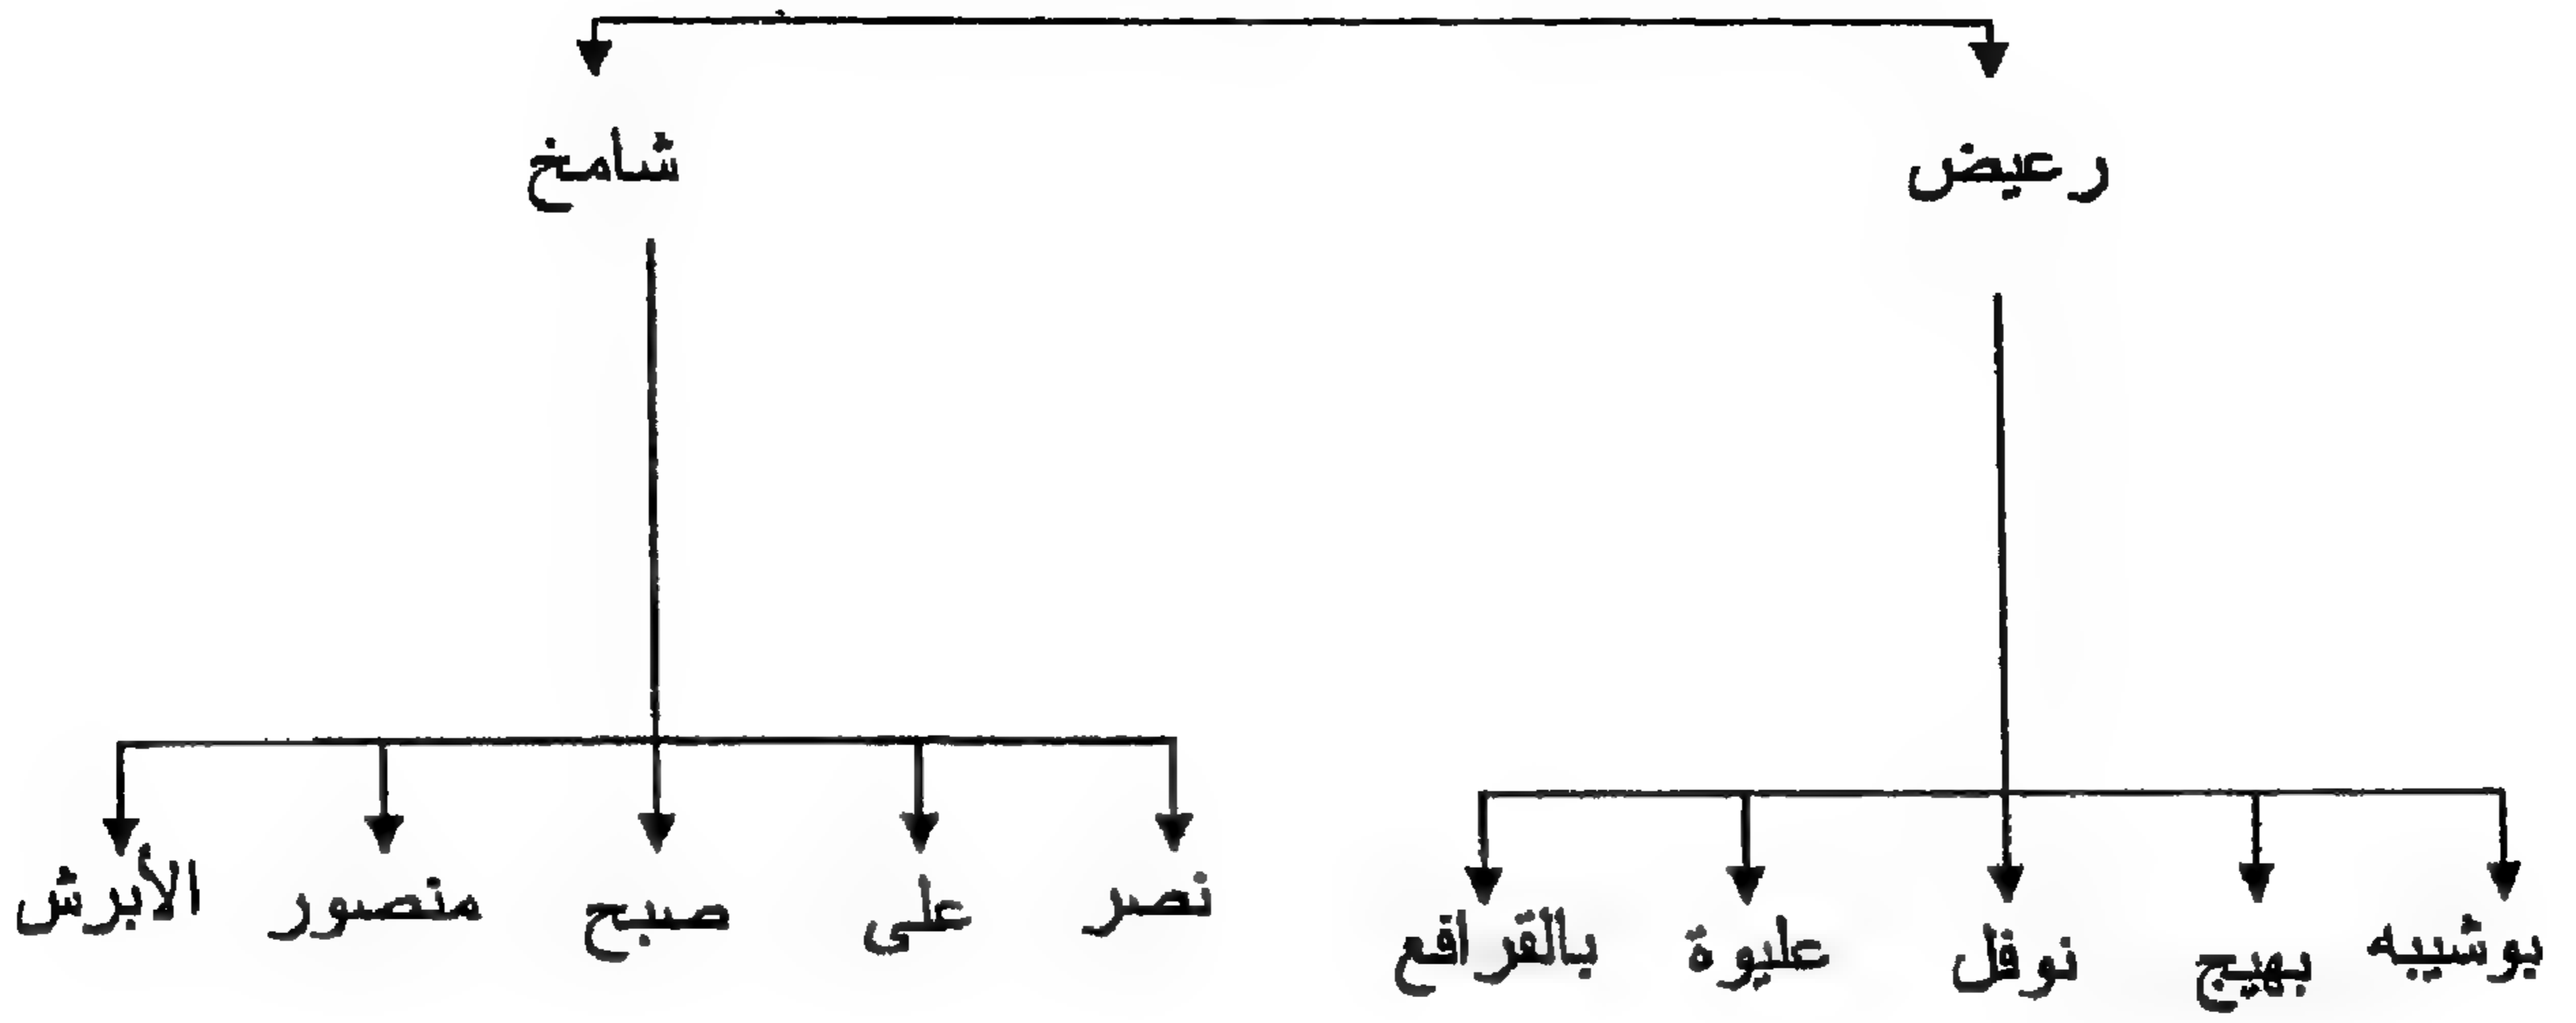 رعيض شامخ
بوشيبه بهيج نوفل عليوة بالقراقع نصر على صبح منصور الأبرش